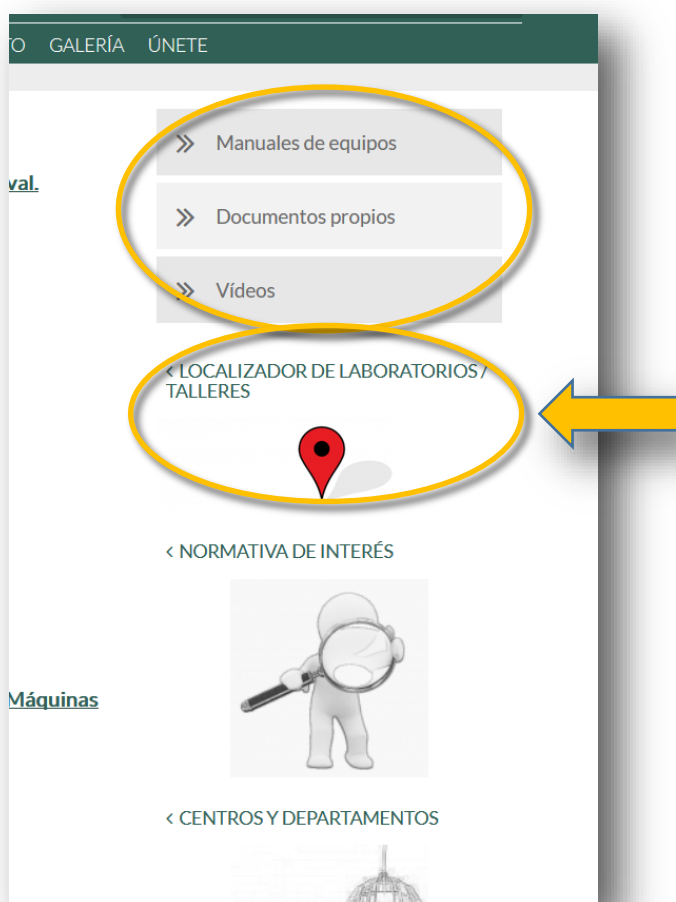 TO GALERÍA ÚNETE
Manuales de equipos
val.
Documentos propios
Vídeos
‹ LOCALIZADOR DE LABORATORIOS /
TALLERES
‹ NORMATIVA DE INTERÉS
Máquinas
‹ CENTROS Y DEPARTAMENTOS